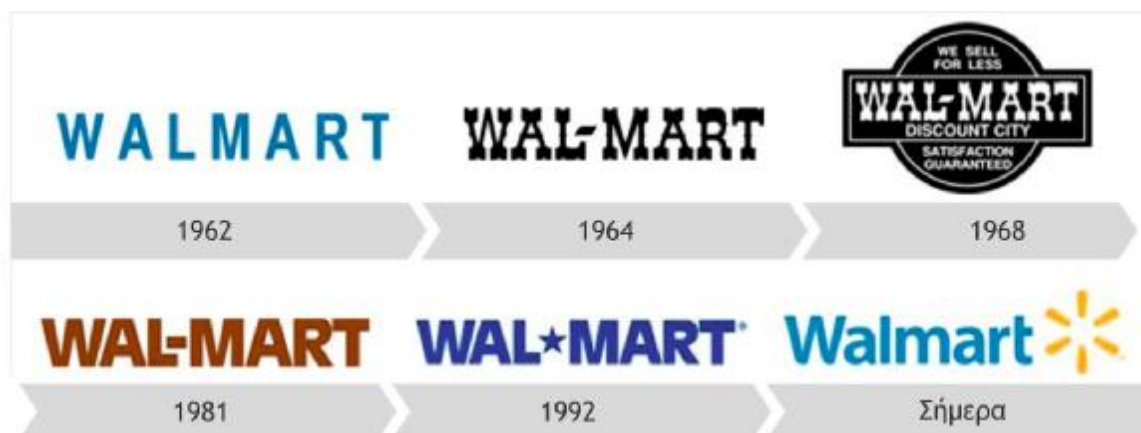 WALMART
WAL-MART
WE SELL
FOR LESS
WAL-MART
DISCOUNT CITY
SATISFACTION
GUARANTEED
1962
1964
1968
WAL-MART
WAL★MART
Walmart
1981
1992
Σήμερα